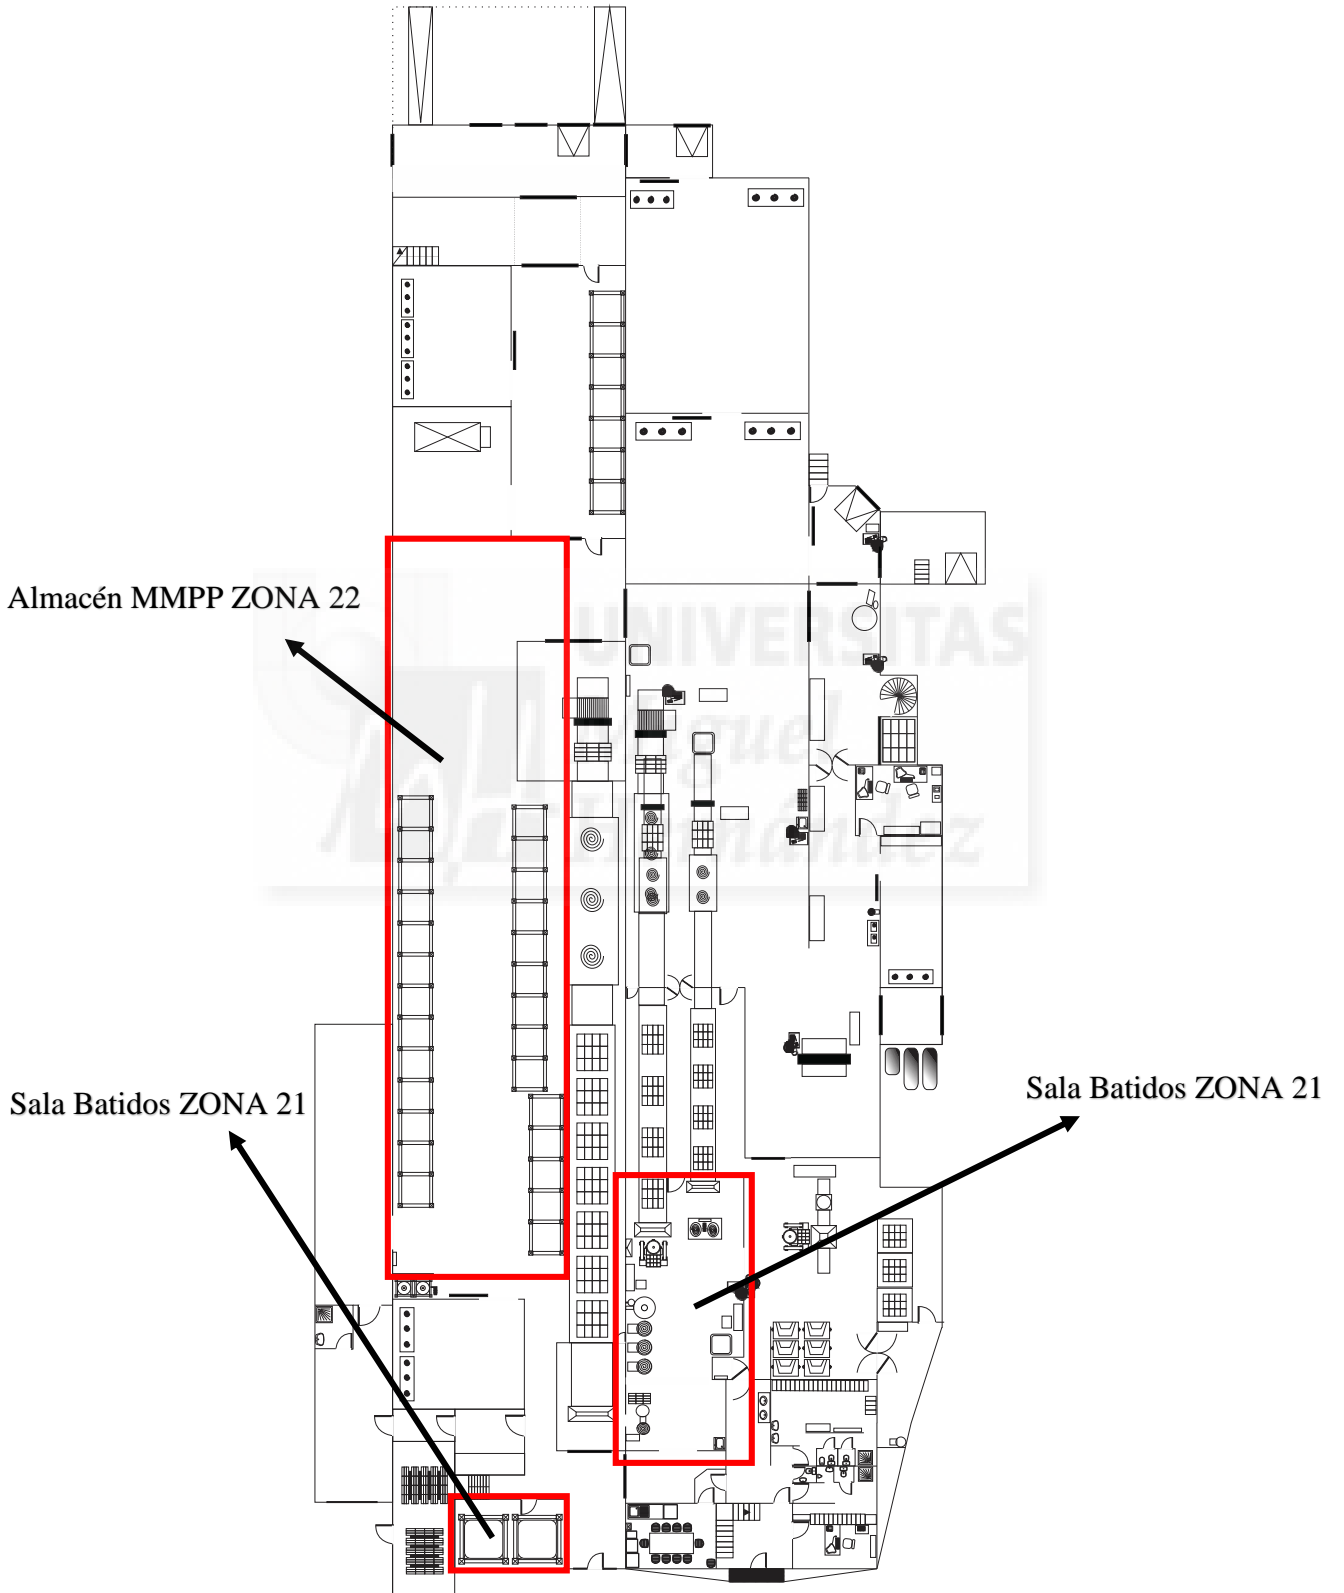 Almacén MMPP ZONA 22
UNIVERSITAS
Miguel
Hernández
Sala Batidos ZONA 21
Sala Batidos ZONA 21